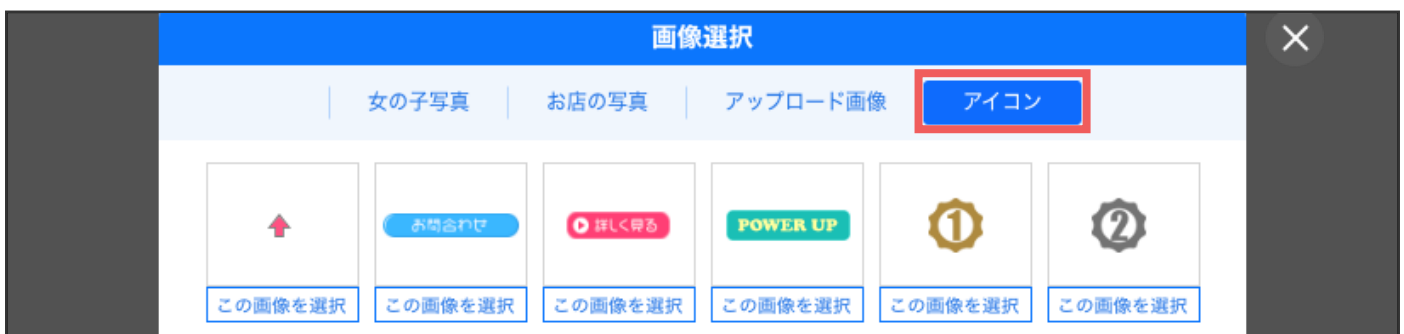 画像選択
女の子写真 お店の写真 アップロード画像 アイコン
お問合わせ 詳しく見る POWER UP 1 2
この画像を選択 この画像を選択 この画像を選択 この画像を選択 この画像を選択 この画像を選択